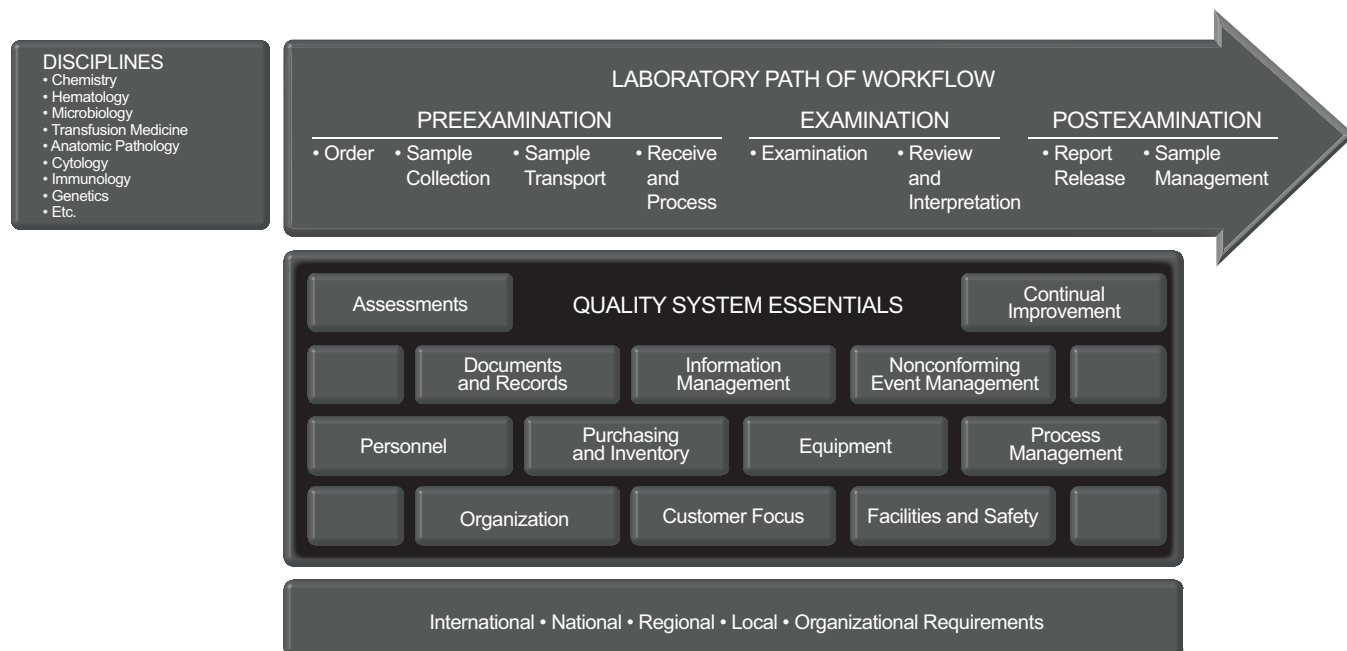 DISCIPLINES
• Chemistry
• Hematology
• Microbiology
• Transfusion Medicine
• Anatomic Pathology
• Cytology
• Immunology
• Genetics
• Etc.
LABORATORY PATH OF WORKFLOW
PREEXAMINATION
• Order
• Sample
Collection
• Sample
Transport
• Receive
and
Process
EXAMINATION
• Examination
• Review
and
Interpretation
POSTEXAMINATION
• Report
Release
• Sample
Management
QUALITY SYSTEM ESSENTIALS
Assessments
Continual
Improvement
Documents
and Records
Information
Management
Nonconforming
Event Management
Personnel
Purchasing
and Inventory
Equipment
Process
Management
Organization
Customer Focus
Facilities and Safety
International • National • Regional • Local • Organizational Requirements